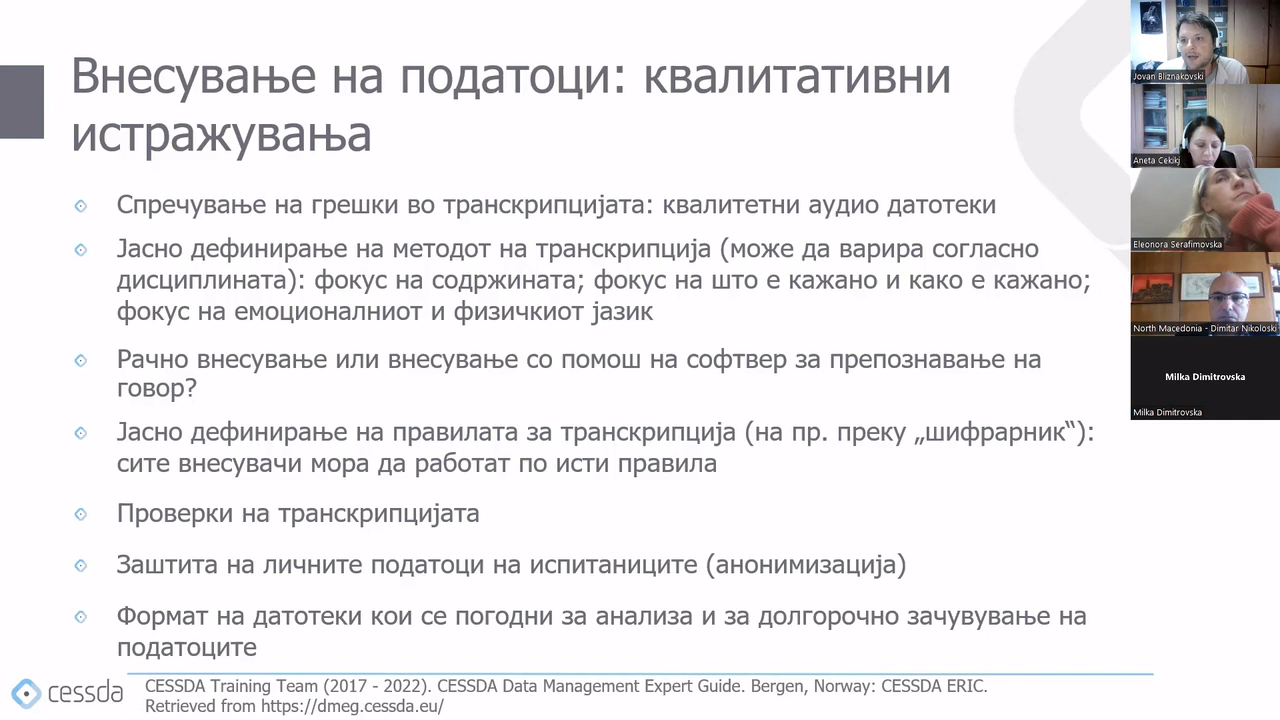 Внесување на податоци: квалитативни
истражувања
Спречување на грешки во транскрипцијата: квалитетни аудио датотеки
Јасно дефинирање на методот на транскрипција (може да варира согласно
дисциплината): фокус на содржината; фокус на што е кажано и како е кажано;
фокус на емоционалниот и физичкиот јазик
Рачно внесување или внесување со помош на софтвер за препознавање на
говор?
Јасно дефинирање на правилата за транскрипција (на пр. преку „шифрарник“):
сите внесувачи мора да работат по исти правила
Проверки на транскрипцијата
Заштита на личните податоци на испитаниците (анонимизација)
Формат на датотеки кои се погодни за анализа и за долгорочно зачувување на
податоците
cessda
CESSDA Training Team (2017 - 2022). CESSDA Data Management Expert Guide. Bergen, Norway: CESSDA ERIC.
Retrieved from https://dmeg.cessda.eu/
Jovan Bliznakovski
Aneta Cekikj
Eleonora Serafimovska
North Macedonia - Dimitar Nikoloski
Milka Dimitrovska
Milka Dimitrovska